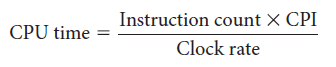 CPU time = Instruction count × CPI
Clock rate